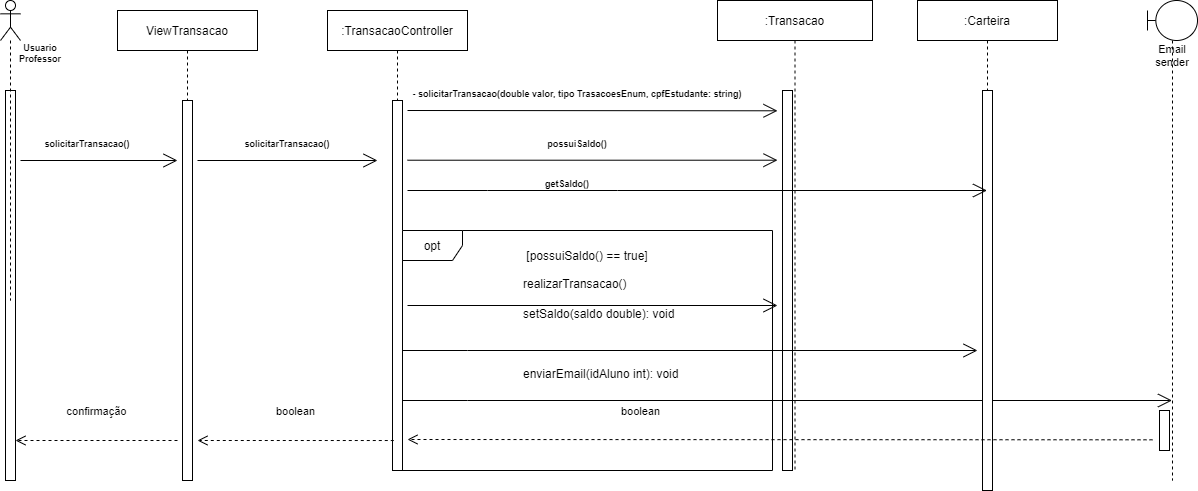 ViewTransacao
:TransacaoController
:Transacao
:Carteira
Usuario
Professor
Email
sender
- solicitarTransacao(double valor, tipo TrasacoesEnum, cpfEstudante: string)
solicitarTransacao()
solicitarTransacao()
possuiSaldo()
getSaldo()
opt
[possuiSaldo() == true]
realizarTransacao()
setSaldo(saldo double): void
enviarEmail(idAluno int): void
confirmação
boolean
boolean